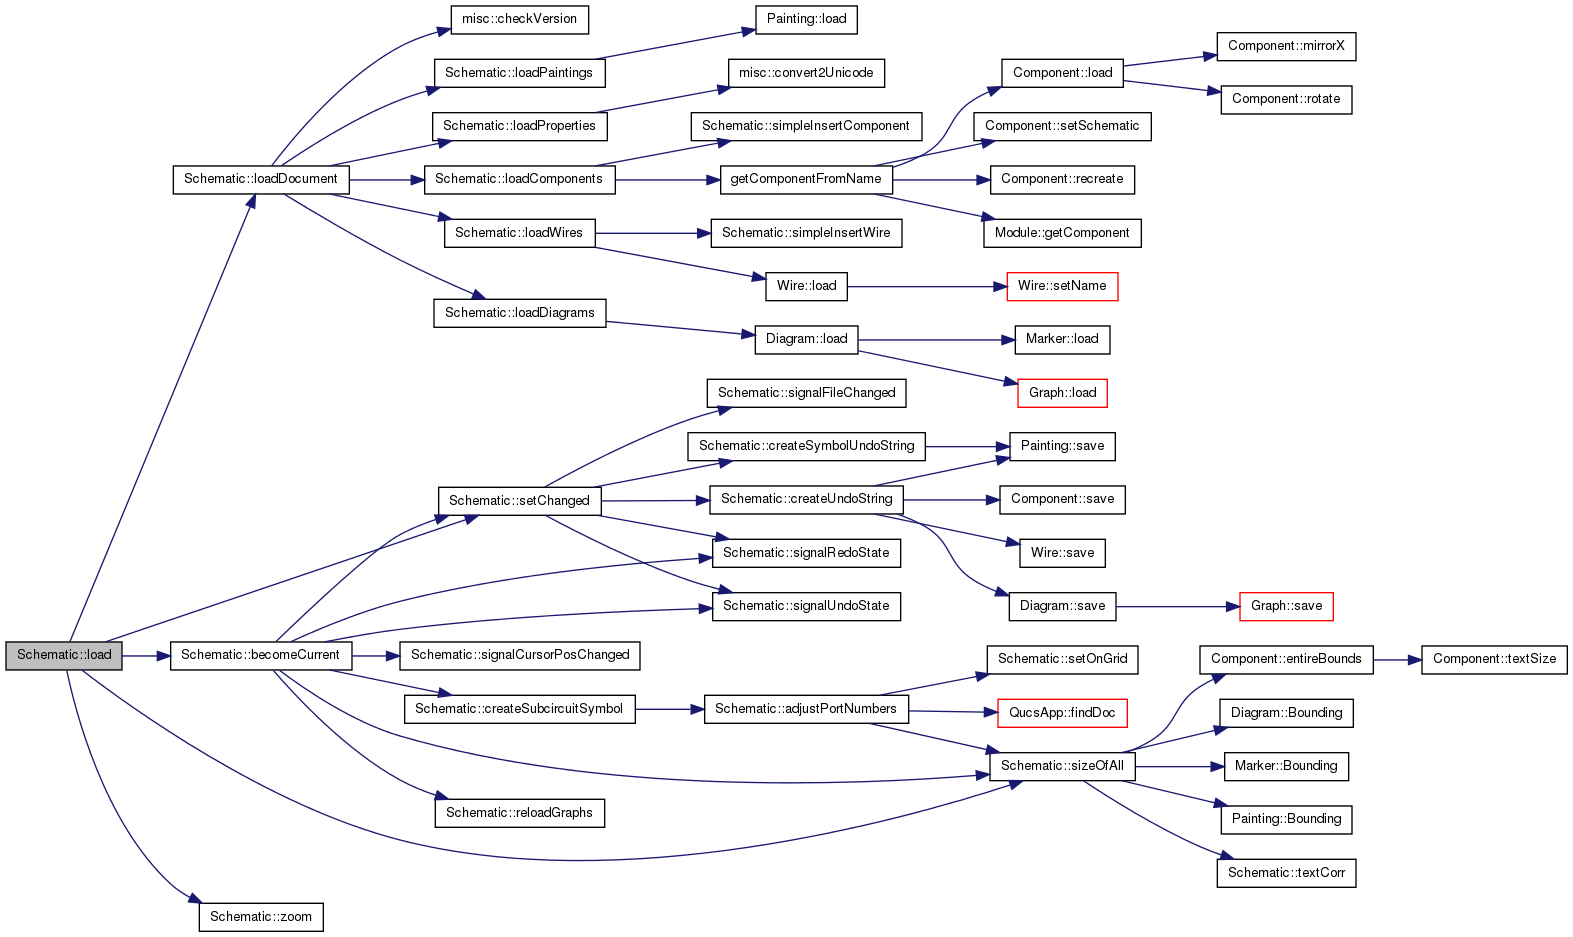 misc::checkVersion
Painting::load
Component::mirrorX
Schematic::loadPaintings
misc::convert2Unicode
Component::load
Component::rotate
Schematic::loadProperties
Schematic::simpleInsertComponent
Component::setSchematic
Schematic::loadDocument
Schematic::loadComponents
getComponentFromName
Component::recreate
Schematic::loadWires
Schematic::simpleInsertWire
Module::getComponent
Wire::load
Wire::setName
Schematic::loadDiagrams
Diagram::load
Marker::load
Schematic::signalFileChanged
Graph::load
Schematic::createSymbolUndoString
Painting::save
Schematic::setChanged
Schematic::createUndoString
Component::save
Schematic::signalRedoState
Wire::save
Schematic::signalUndoState
Diagram::save
Graph::save
Schematic::load
Schematic::becomeCurrent
Schematic::signalCursorPosChanged
Schematic::setOnGrid
Component::entireBounds
Component::textSize
Schematic::createSubcircuitSymbol
Schematic::adjustPortNumbers
QucsApp::findDoc
Diagram::Bounding
Schematic::sizeOfAll
Marker::Bounding
Schematic::reloadGraphs
Painting::Bounding
Schematic::textCorr
Schematic::zoom